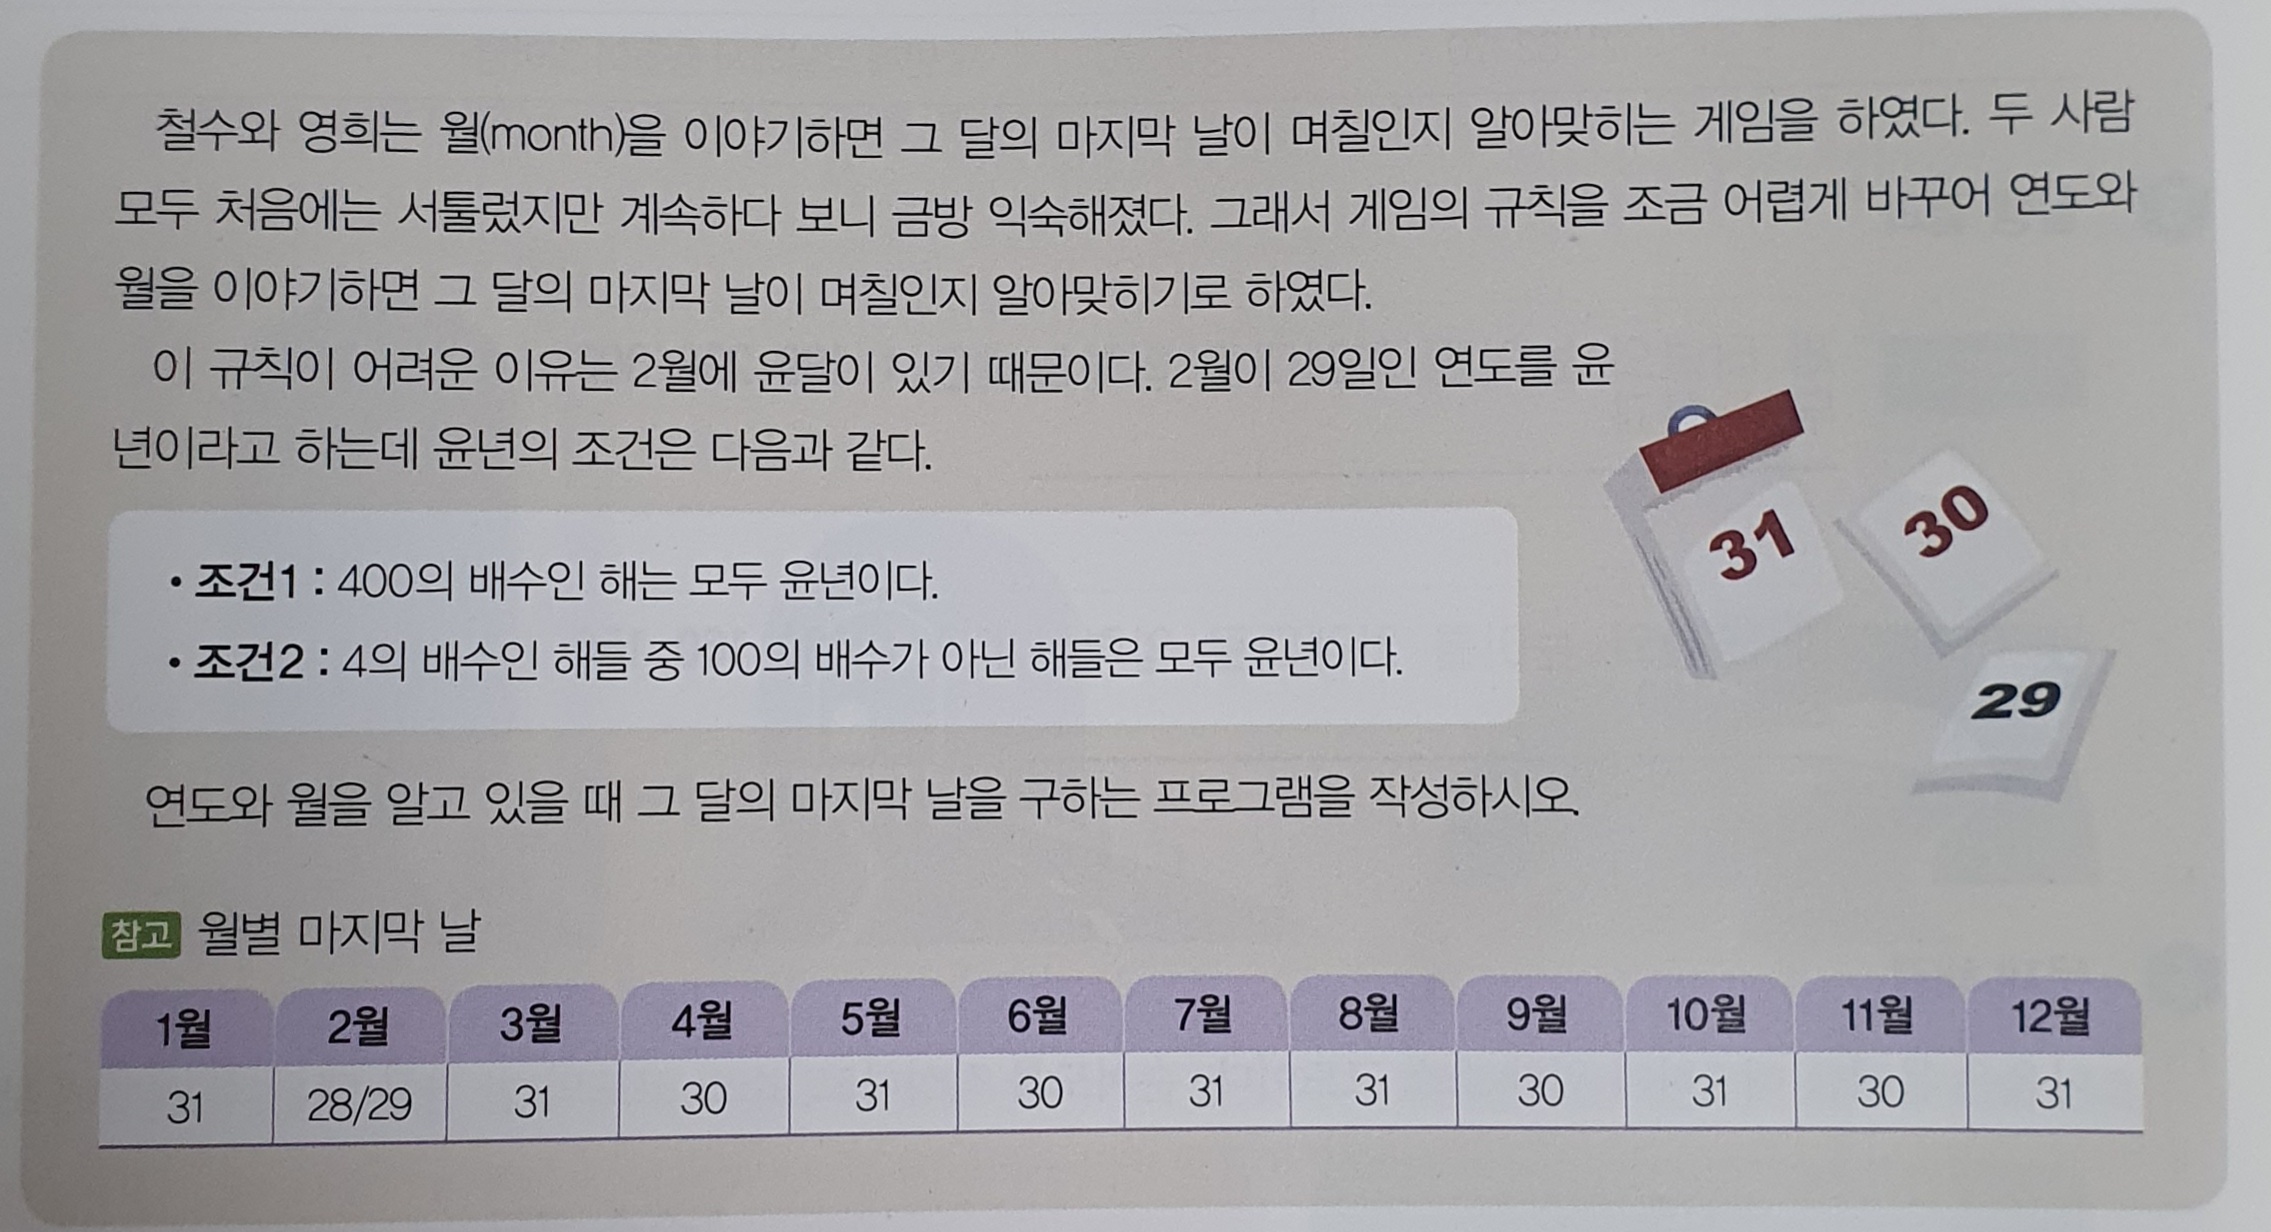 철수와 영희는 월(month)을 이야기하면 그 달의 마지막 날이 며칠인지 알아맞히는 게임을 하였다. 두 사람
모두 처음에는 서툴렀지만 계속하다 보니 금방 익숙해졌다. 그래서 게임의 규칙을 조금 어렵게 바꾸어 연도와
월을 이야기하면 그 달의 마지막 날이 며칠인지 알아맞히기로 하였다.
이 규칙이 어려운 이유는 2월에 윤달이 있기 때문이다. 2월이 29일인 연도를 윤
년이라고 하는데 윤년의 조건은 다음과 같다.
• 조건1 : 400의 배수인 해는 모두 윤년이다.
• 조건2 : 4의 배수인 해들 중 100의 배수가 아닌 해들은 모두 윤년이다.
31
30
29
연도와 월을 알고 있을 때 그 달의 마지막 날을 구하는 프로그램을 작성하시오.
참고 월별 마지막 날
1월 2월 3월 4월 5월 6월 7월 8월 9월 10월 11월 12월
31 28/29 31 30 31 30 31 31 30 31 30 31